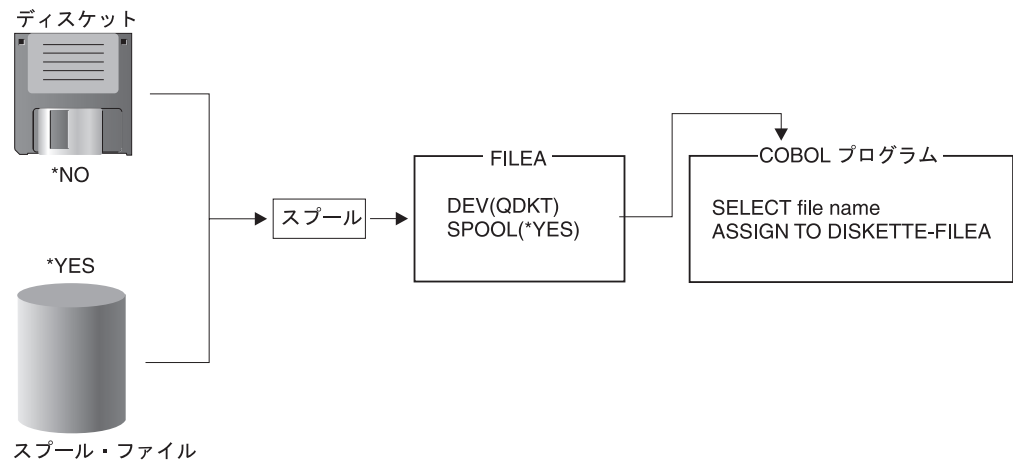 ディスケット
*NO
*YES
スプール・ファイル
スプール
FILEA
DEV(QDKT)
SPOOL(*YES)
COBOL プログラム
SELECT file name
ASSIGN TO DISKETTE-FILEA